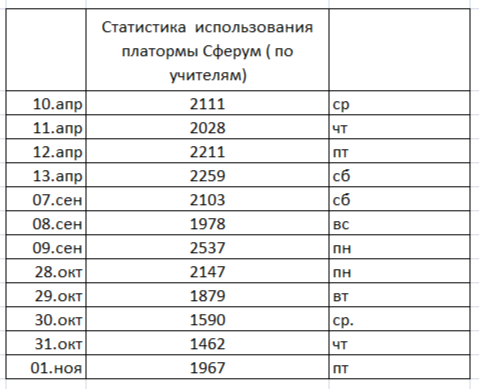 Статистика использования
платормы Сферум ( по
учителям)
10.апр 2111 ср
11.апр 2028 чт
12.апр 2211 пт
13.апр 2259 сб
07.сен 2103 сб
08.сен 1978 вс
09.сен 2537 пн
28.окт 2147 пн
29.окт 1879 вт
30.окт 1590 ср.
31.окт 1462 чт
01.ноя 1967 пт